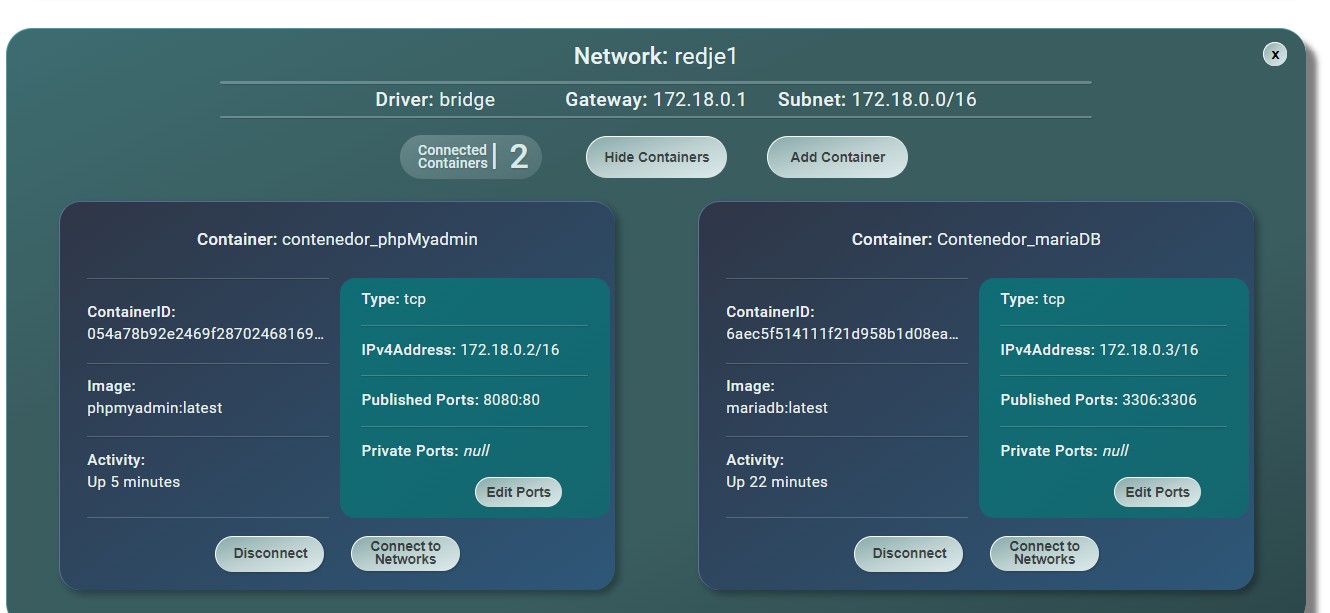 Network: redje1
x
Driver: bridge Gateway: 172.18.0.1 Subnet: 172.18.0.0/16
Connected
Containers 2
Hide Containers
Add Container
Container: contenedor_phpMyadmin
ContainerID:
054a78b92e2469f28702468169…
Image:
phpmyadmin:latest
Activity:
Up 5 minutes
Type: tcp
IPv4Address: 172.18.0.2/16
Published Ports: 8080:80
Private Ports: null
Edit Ports
Disconnect
Connect to
Networks
Container: Contenedor_mariaDB
ContainerID:
6aec5f514111f21d958b1d08ea…
Image:
mariadb:latest
Activity:
Up 22 minutes
Type: tcp
IPv4Address: 172.18.0.3/16
Published Ports: 3306:3306
Private Ports: null
Edit Ports
Disconnect
Connect to
Networks